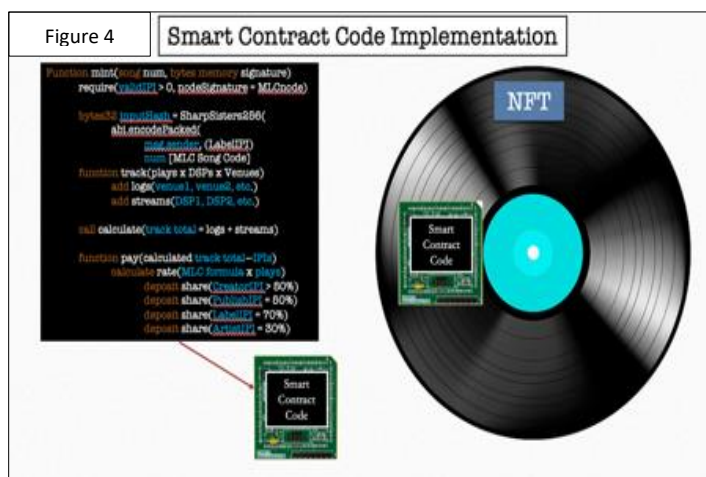 Figure 4
Smart Contract Code Implementation
Function mint(song num, bytes memory signature)
require(validIPI > 0, nodeSignature = MLCnode)
bytes32 inputHash = SharpSisters256(
abi.encodePacked(
msg.sender, (LabelIPI)
num [MLC Song Code]
function track(plays x DSPs x Venues)
add logs(venue1, venue2, etc.)
add streams(DSP1, DSP2, etc.)
call calculate(track total = logs + streams)
function pay(calculated track total–IPIs)
calculate rate(MLC formula x plays)
deposit share(CreatorIPI > 50%)
deposit share(PublishIPI = 50%)
deposit share(LabelIPI = 70%)
deposit share(ArtistIPI = 30%)
Smart
Contract
Code
NFT
Smart
Contract
Code